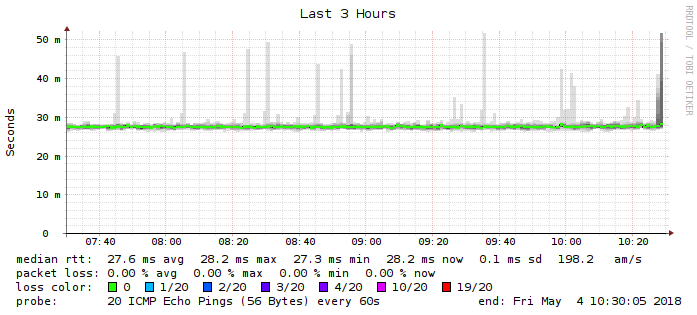 Last 3 Hours
RRDTOOL / TOBI OETIKER
Seconds
50 m
40 m
30 m
20 m
10 m
0
07:40 08:00 08:20 08:40 09:00 09:20 09:40 10:00 10:20
median rtt: 27.6 ms avg 28.2 ms max 27.3 ms min 28.2 ms now 0.1 ms sd 198.2 am/s
packet loss: 0.00 % avg 0.00 % max 0.00 % min 0.00 % now
loss color: 0 1/20 2/20 3/20 4/20 10/20 19/20
probe: 20 ICMP Echo Pings (56 Bytes) every 60s end: Fri May 4 10:30:05 2018